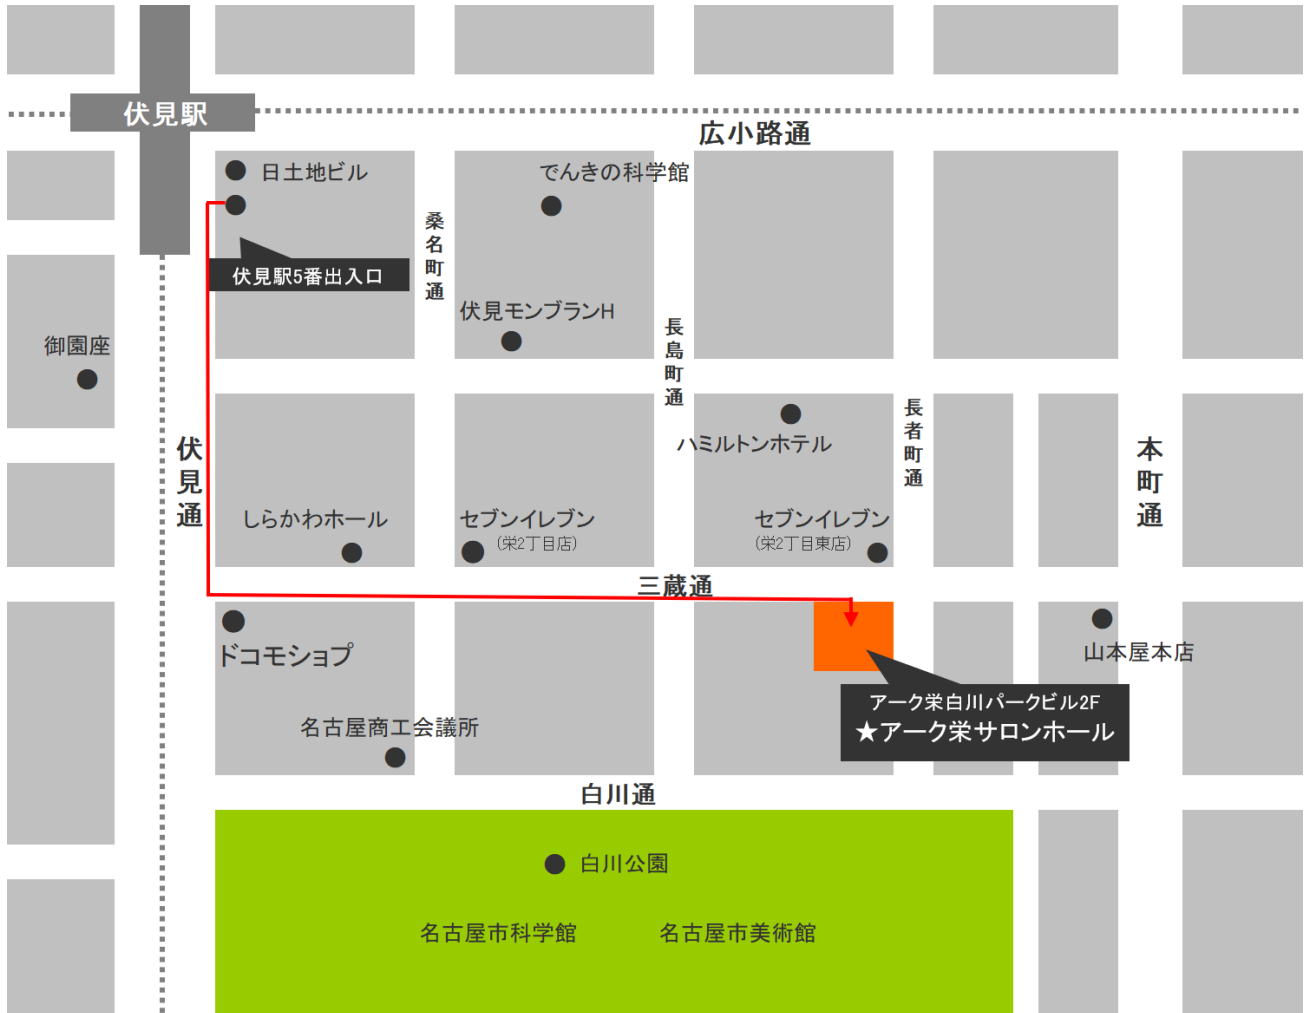 伏見駅
広小路通
日土地ビル
でんきの科学館
桑名町通
伏見駅5番出入口
伏見モンブランH
長島町通
御園座
長者町通
ハミルトンホテル
伏見通
本町通
しらかわホール
セブンイレブン
(栄2丁目店)
セブンイレブン
(栄2丁目東店)
三蔵通
ドコモショプ
山本屋本店
アーク栄白川パークビル2F
★アーク栄サロンホール
名古屋商工会議所
白川通
白川公園
名古屋市科学館
名古屋市美術館